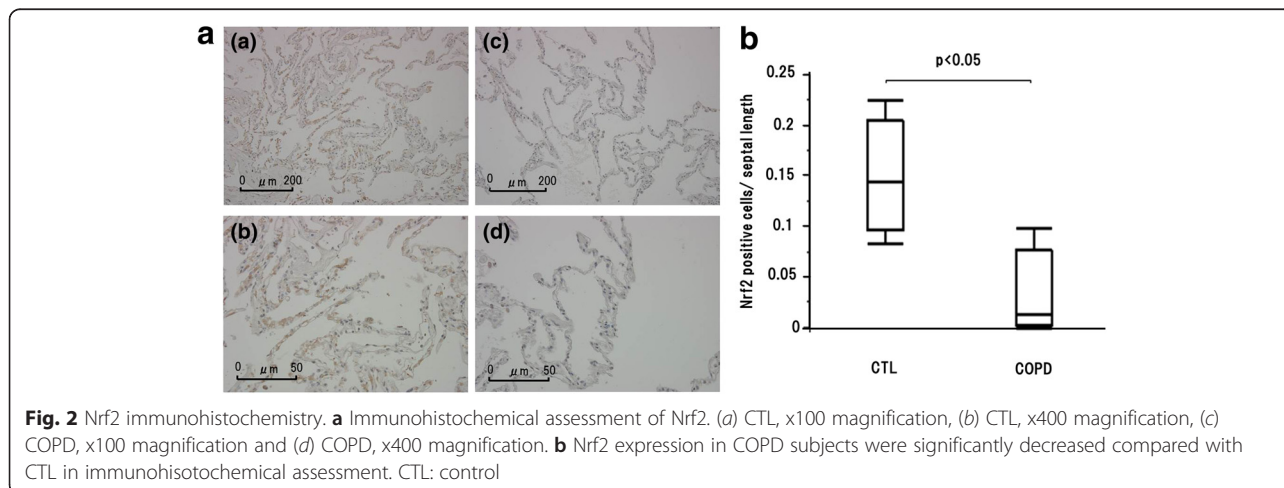 a
b
(a)
(c)
0 μm 200
0 μm 200
(b)
(d)
0 μm 50
0 μm 50
p<0.05
Nrf2 positive cells/ septal length
0.25
0.2
0.15
0.1
0.05
0
CTL
COPD
Fig. 2 Nrf2 immunohistochemistry. a Immunohistochemical assessment of Nrf2. (a) CTL, x100 magnification, (b) CTL, x400 magnification, (c)
COPD, x100 magnification and (d) COPD, x400 magnification. b Nrf2 expression in COPD subjects were significantly decreased compared with
CTL in immunohisotochemical assessment. CTL: control